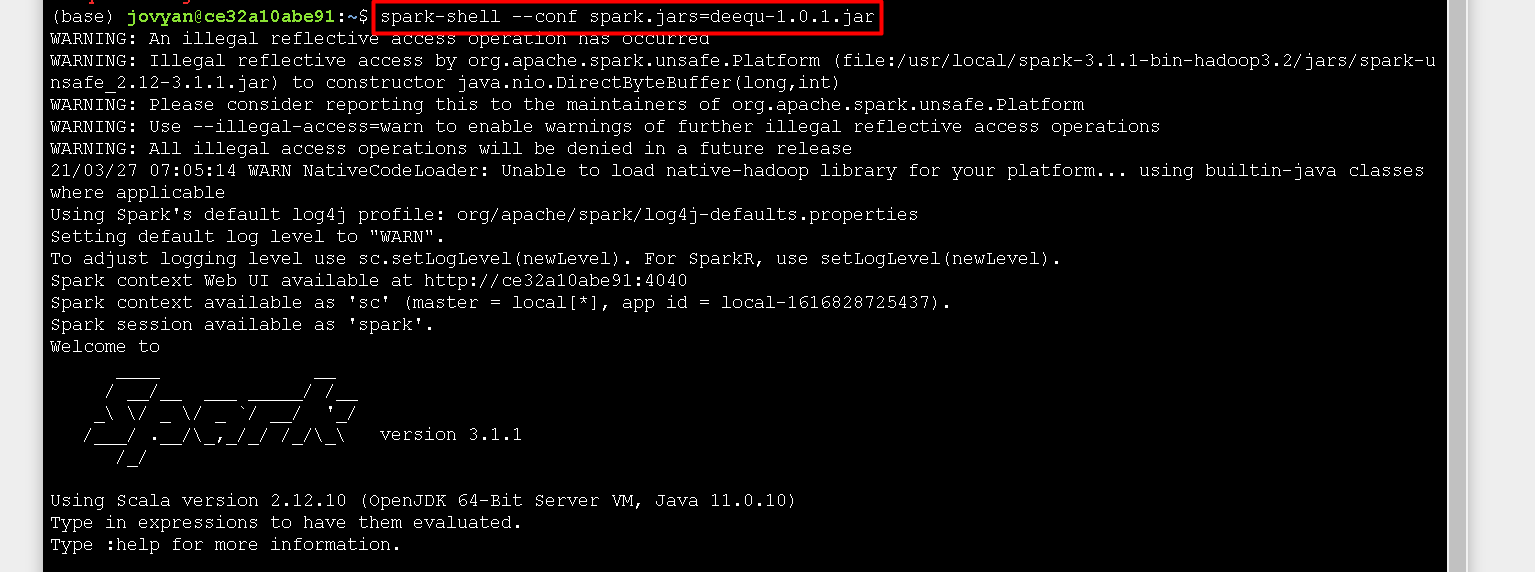 (base) jovyan@ce32a10abe91:~$ spark-shell --conf spark.jars=deequ-1.0.1.jar
WARNING: An illegal reflective access operation has occurred
WARNING: Illegal reflective access by org.apache.spark.unsafe.Platform (file:/usr/local/spark-3.1.1-bin-hadoop3.2/jars/spark-u
nsafe_2.12-3.1.1.jar) to constructor java.nio.DirectByteBuffer(long,int)
WARNING: Please consider reporting this to the maintainers of org.apache.spark.unsafe.Platform
WARNING: Use --illegal-access=warn to enable warnings of further illegal reflective access operations
WARNING: All illegal access operations will be denied in a future release
21/03/27 07:05:14 WARN NativeCodeLoader: Unable to load native-hadoop library for your platform... using builtin-java classes
where applicable
Using Spark's default log4j profile: org/apache/spark/log4j-defaults.properties
Setting default log level to "WARN".
To adjust logging level use sc.setLogLevel(newLevel). For SparkR, use setLogLevel(newLevel).
Spark context Web UI available at http://ce32a10abe91:4040
Spark context available as 'sc' (master = local[*], app id = local-1616828725437).
Spark session available as 'spark'.
Welcome to
      ____              __
     / __/__  ___ _____/ /__
    _\ \/ _ \/ _ `/ __/  '_/
   /___/ .__/\_,_/_/ /_/\_\   version 3.1.1
      /_/
Using Scala version 2.12.10 (OpenJDK 64-Bit Server VM, Java 11.0.10)
Type in expressions to have them evaluated.
Type :help for more information.